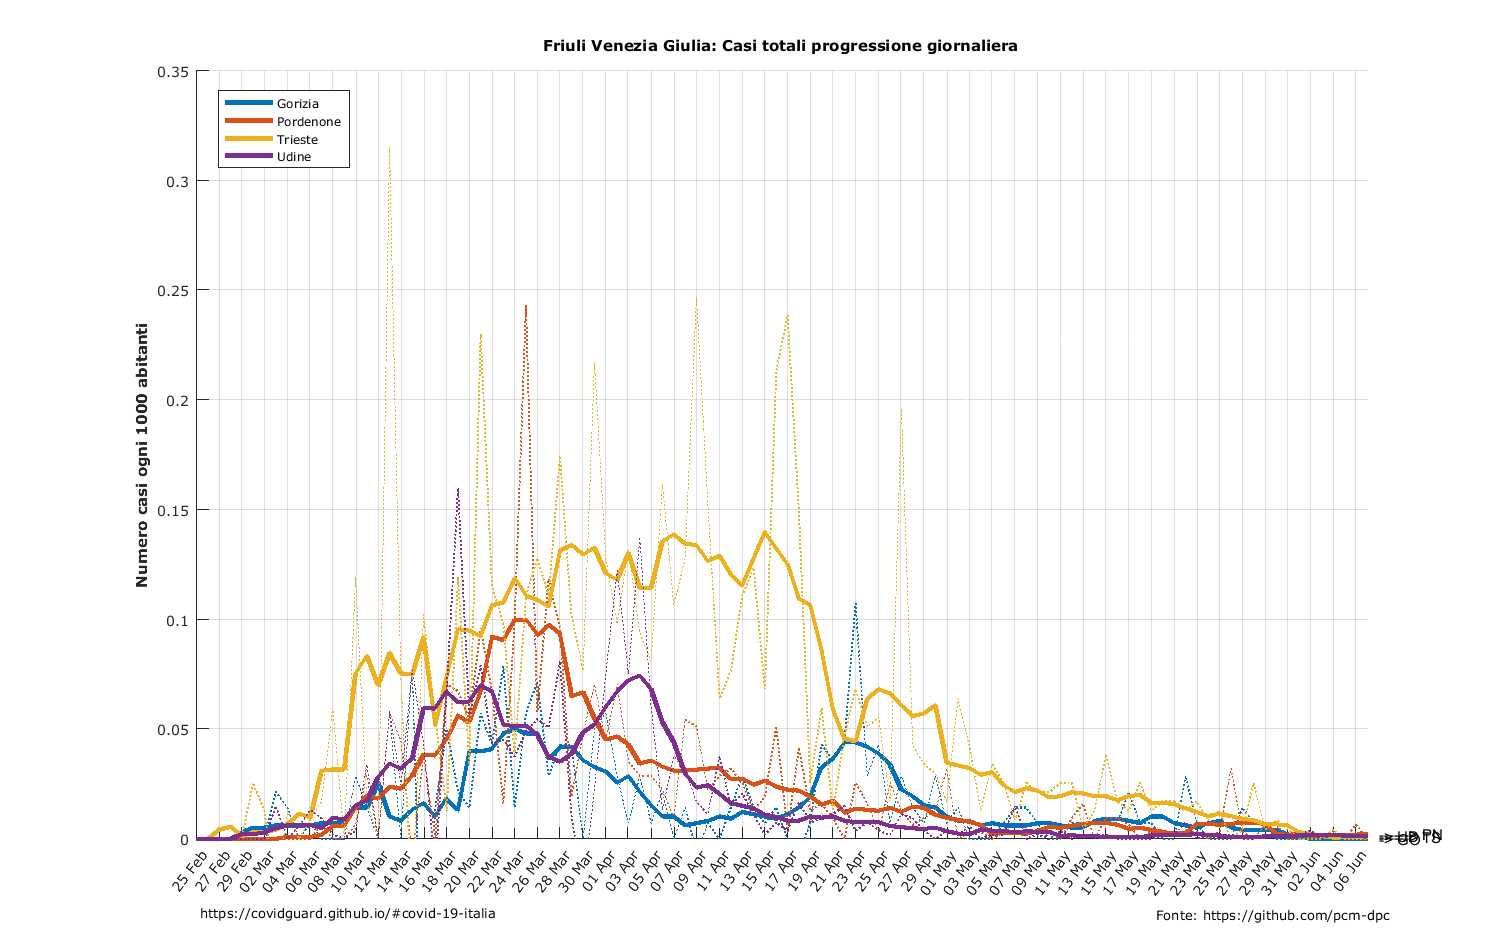 Friuli Venezia Giulia: Casi totali progressione giornaliera
Numero casi ogni 1000 abitanti
0.35
0.3
0.25
0.2
0.15
0.1
0.05
0
Gorizia
Pordenone
Trieste
Udine
25 Feb
27 Feb
29 Feb
02 Mar
04 Mar
06 Mar
08 Mar
10 Mar
12 Mar
14 Mar
16 Mar
18 Mar
20 Mar
22 Mar
24 Mar
26 Mar
28 Mar
30 Mar
01 Apr
03 Apr
05 Apr
07 Apr
09 Apr
11 Apr
13 Apr
15 Apr
17 Apr
19 Apr
21 Apr
23 Apr
25 Apr
27 Apr
29 Apr
01 May
03 May
05 May
07 May
09 May
11 May
13 May
15 May
17 May
19 May
21 May
23 May
25 May
27 May
29 May
31 May
02 Jun
04 Jun
06 Jun
PN
https://covidguard.github.io/#covid-19-italia
Fonte: https://github.com/pcm-dpc